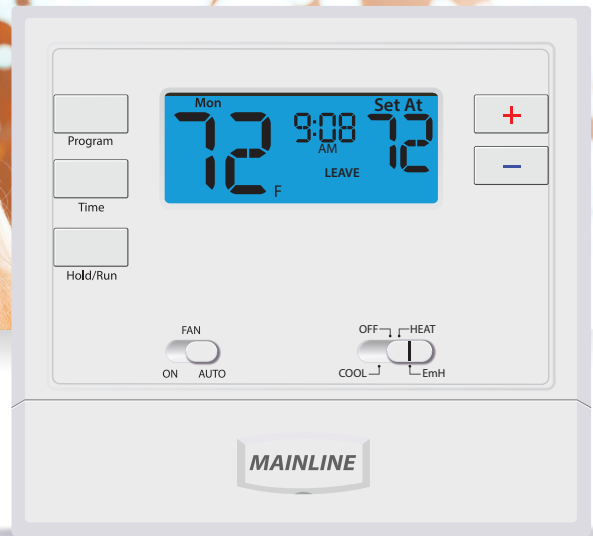 Mon
72 F
9:08
AM
LEAVE
Set At
72
+
−
Program
Time
Hold/Run
FAN
ON AUTO
OFF HEAT
COOL EmH
MAINLINE